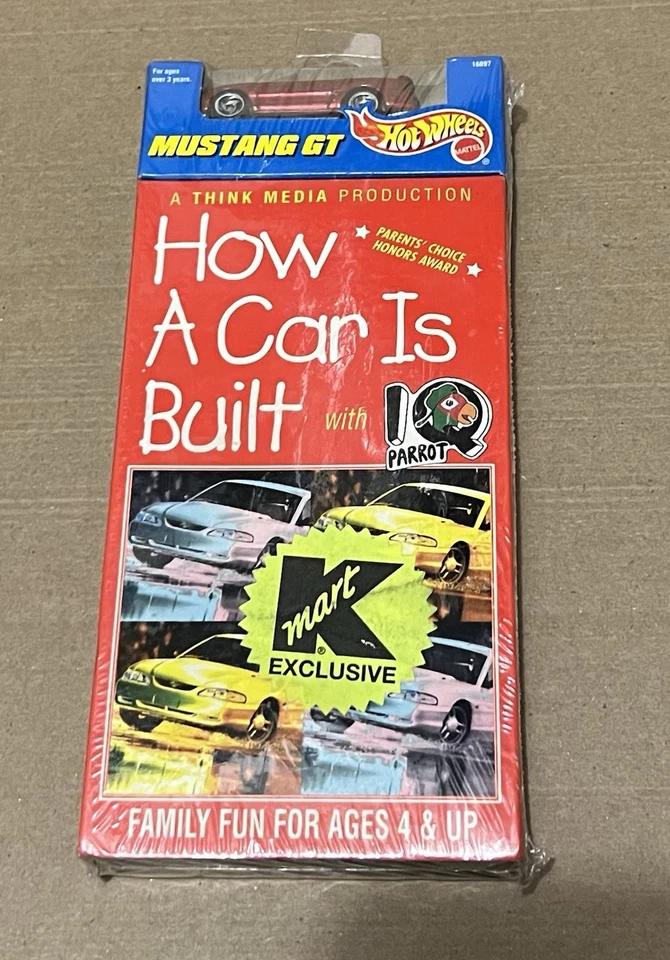 For ages
over 3 years.
16897
MUSTANG GT
HOT WHEELS
MATTEL
®
A THINK MEDIA PRODUCTION
How
A Car Is
Built
PARENTS' CHOICE
HONORS AWARD
with
IQ
PARROT
K
mart
®
EXCLUSIVE
FAMILY FUN FOR AGES 4 & UP